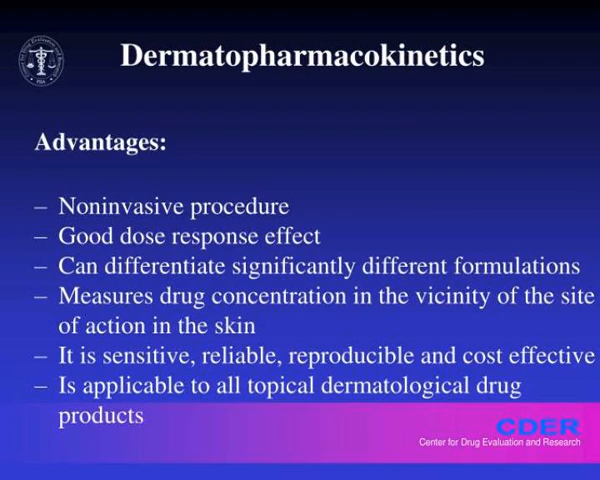 Dermatopharmacokinetics
Advantages:
– Noninvasive procedure
– Good dose response effect
– Can differentiate significantly different formulations
– Measures drug concentration in the vicinity of the site
of action in the skin
– It is sensitive, reliable, reproducible and cost effective
– Is applicable to all topical dermatological drug
products
CDER
Center for Drug Evaluation and Research